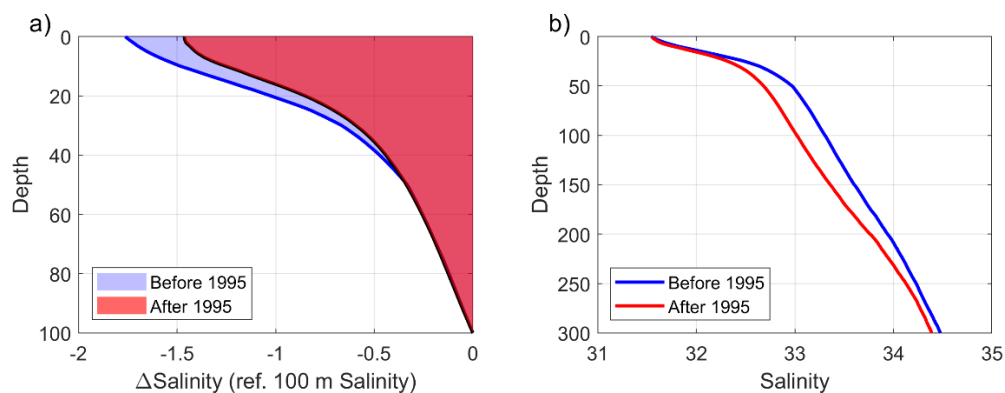 a)
0
20
40
60
80
100
Depth
Before 1995
After 1995
-2
-1.5
-1
-0.5
0
ΔSalinity (ref. 100 m Salinity)
b)
0
50
100
150
200
250
300
Depth
Before 1995
After 1995
31
32
33
34
35
Salinity